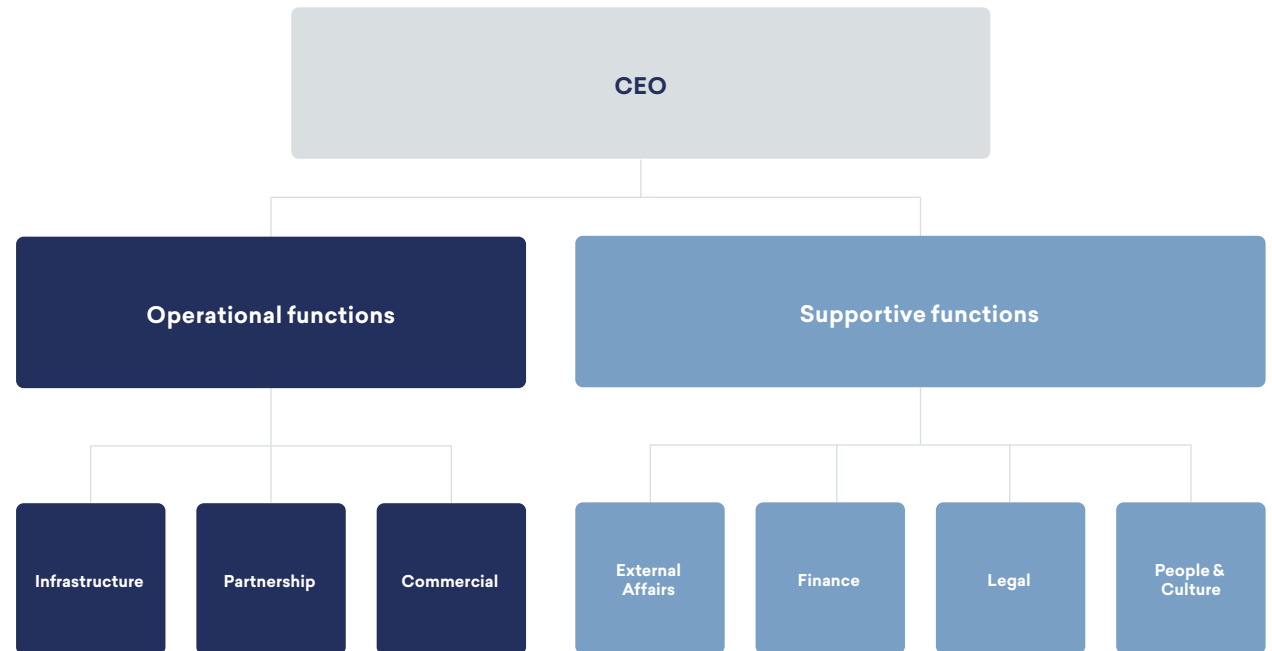 CEO
Operational functions
Supportive functions
Infrastructure
Partnership
Commercial
External
Affairs
Finance
Legal
People &
Culture